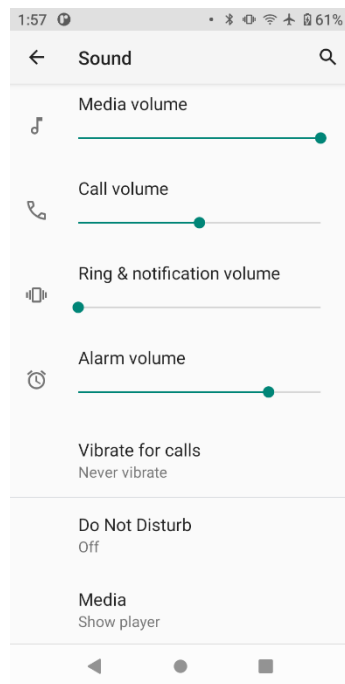 1:57 61%
Sound
Media volume
Call volume
Ring & notification volume
Alarm volume
Vibrate for calls
Never vibrate
Do Not Disturb
Off
Media
Show player